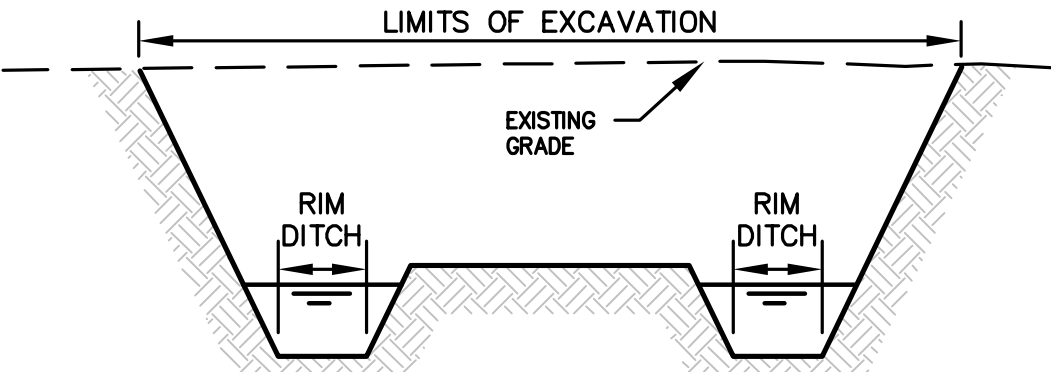 LIMITS OF EXCAVATION
EXISTING
GRADE
RIM
DITCH
RIM
DITCH